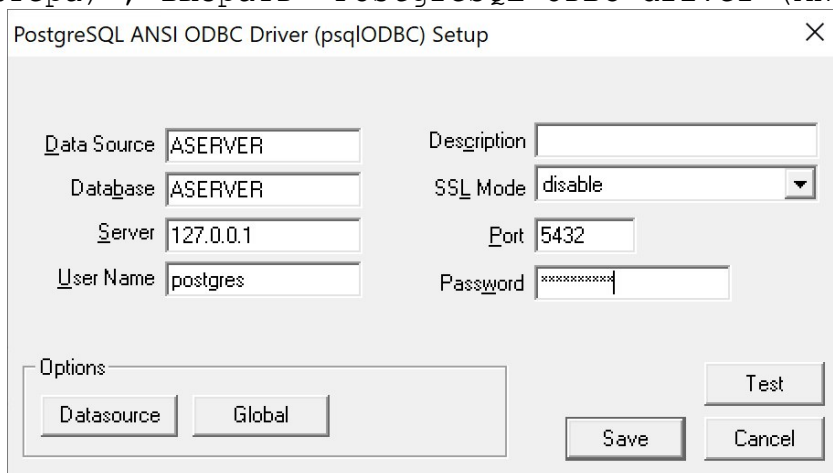 PostgreSQL ANSI ODBC Driver (psqlODBC) Setup
Data Source ASERVER Description
Database ASERVER SSL Mode disable
Server 127.0.0.1 Port 5432
User Name postgres Password xxxxxxxxxx
Options
Datasource Global Test
Save Cancel